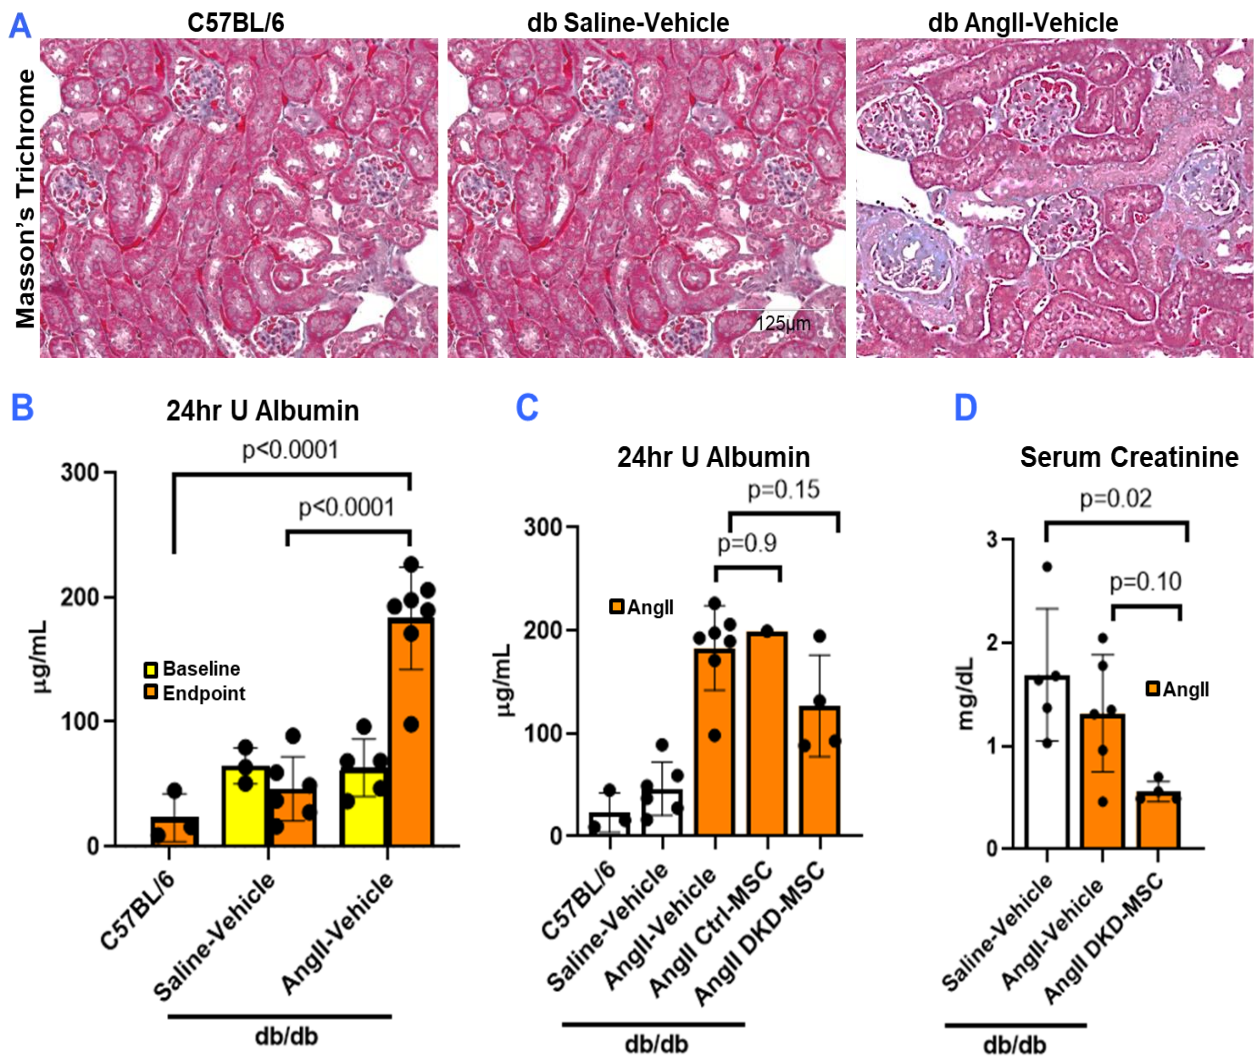 A
C57BL/6
db Saline-Vehicle
db AngII-Vehicle
Masson's Trichrome
125µm
B
24hr U Albumin
p<0.0001
p<0.0001
300
200
100
0
µg/mL
Baseline
Endpoint
C57BL/6
Saline-Vehicle
AngII-Vehicle
db/db
C
24hr U Albumin
p=0.15
p=0.9
300
200
100
0
µg/mL
AngII
C57BL/6
Saline-Vehicle
AngII-Vehicle
AngII Ctrl-MSC
AngII DKD-MSC
db/db
D
Serum Creatinine
p=0.02
p=0.10
3
2
1
0
mg/dL
AngII
Saline-Vehicle
AngII-Vehicle
AngII DKD-MSC
db/db